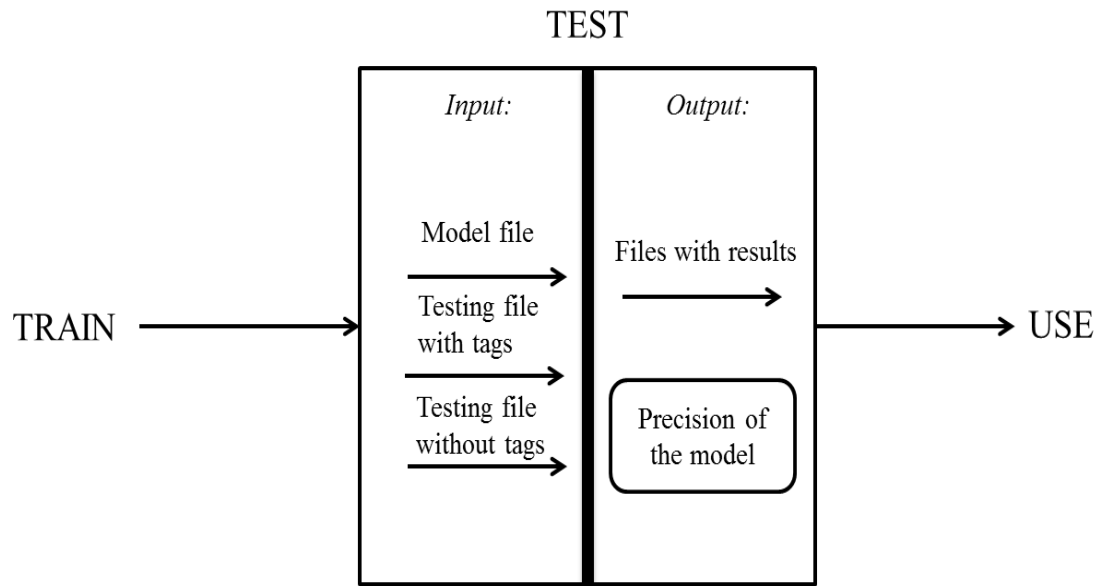 TEST
Input:
Output:
Model file
Testing file
with tags
Testing file
without tags
Files with results
Precision of
the model
TRAIN
USE